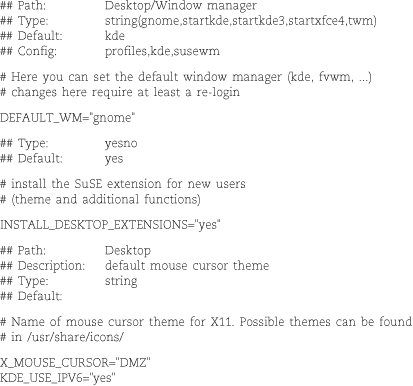 ## Path: Desktop/Window manager
## Type: string(gnome,startkde,startkde3,startxfce4,twm)
## Default: kde
## Config: profiles,kde,susewm
# Here you can set the default window manager (kde, fvwm, ...)
# changes here require at least a re-login
DEFAULT_WM="gnome"
## Type: yesno
## Default: yes
# install the SuSE extension for new users
# (theme and additional functions)
INSTALL_DESKTOP_EXTENSIONS="yes"
## Path: Desktop
## Description: default mouse cursor theme
## Type: string
## Default:
# Name of mouse cursor theme for X11. Possible themes can be found
# in /usr/share/icons/
X_MOUSE_CURSOR="DMZ"
KDE_USE_IPV6="yes"